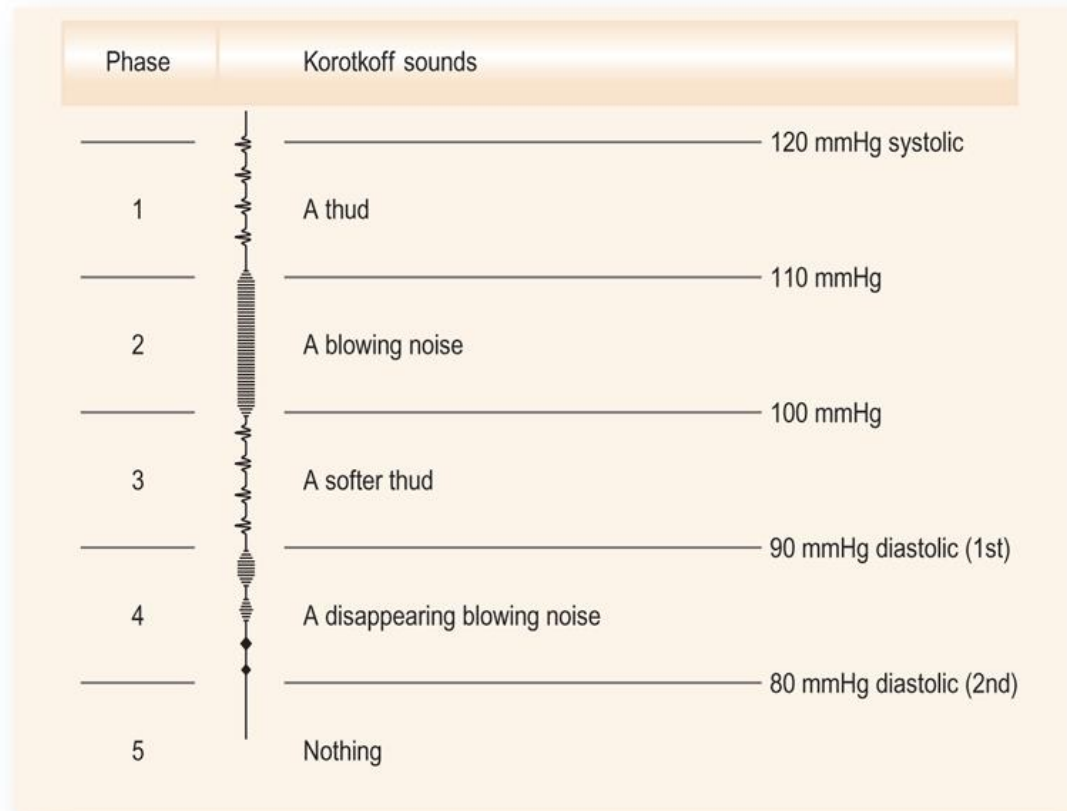 Phase Korotkoff sounds
120 mmHg systolic
1 A thud
110 mmHg
2 A blowing noise
100 mmHg
3 A softer thud
90 mmHg diastolic (1st)
4 A disappearing blowing noise
80 mmHg diastolic (2nd)
5 Nothing